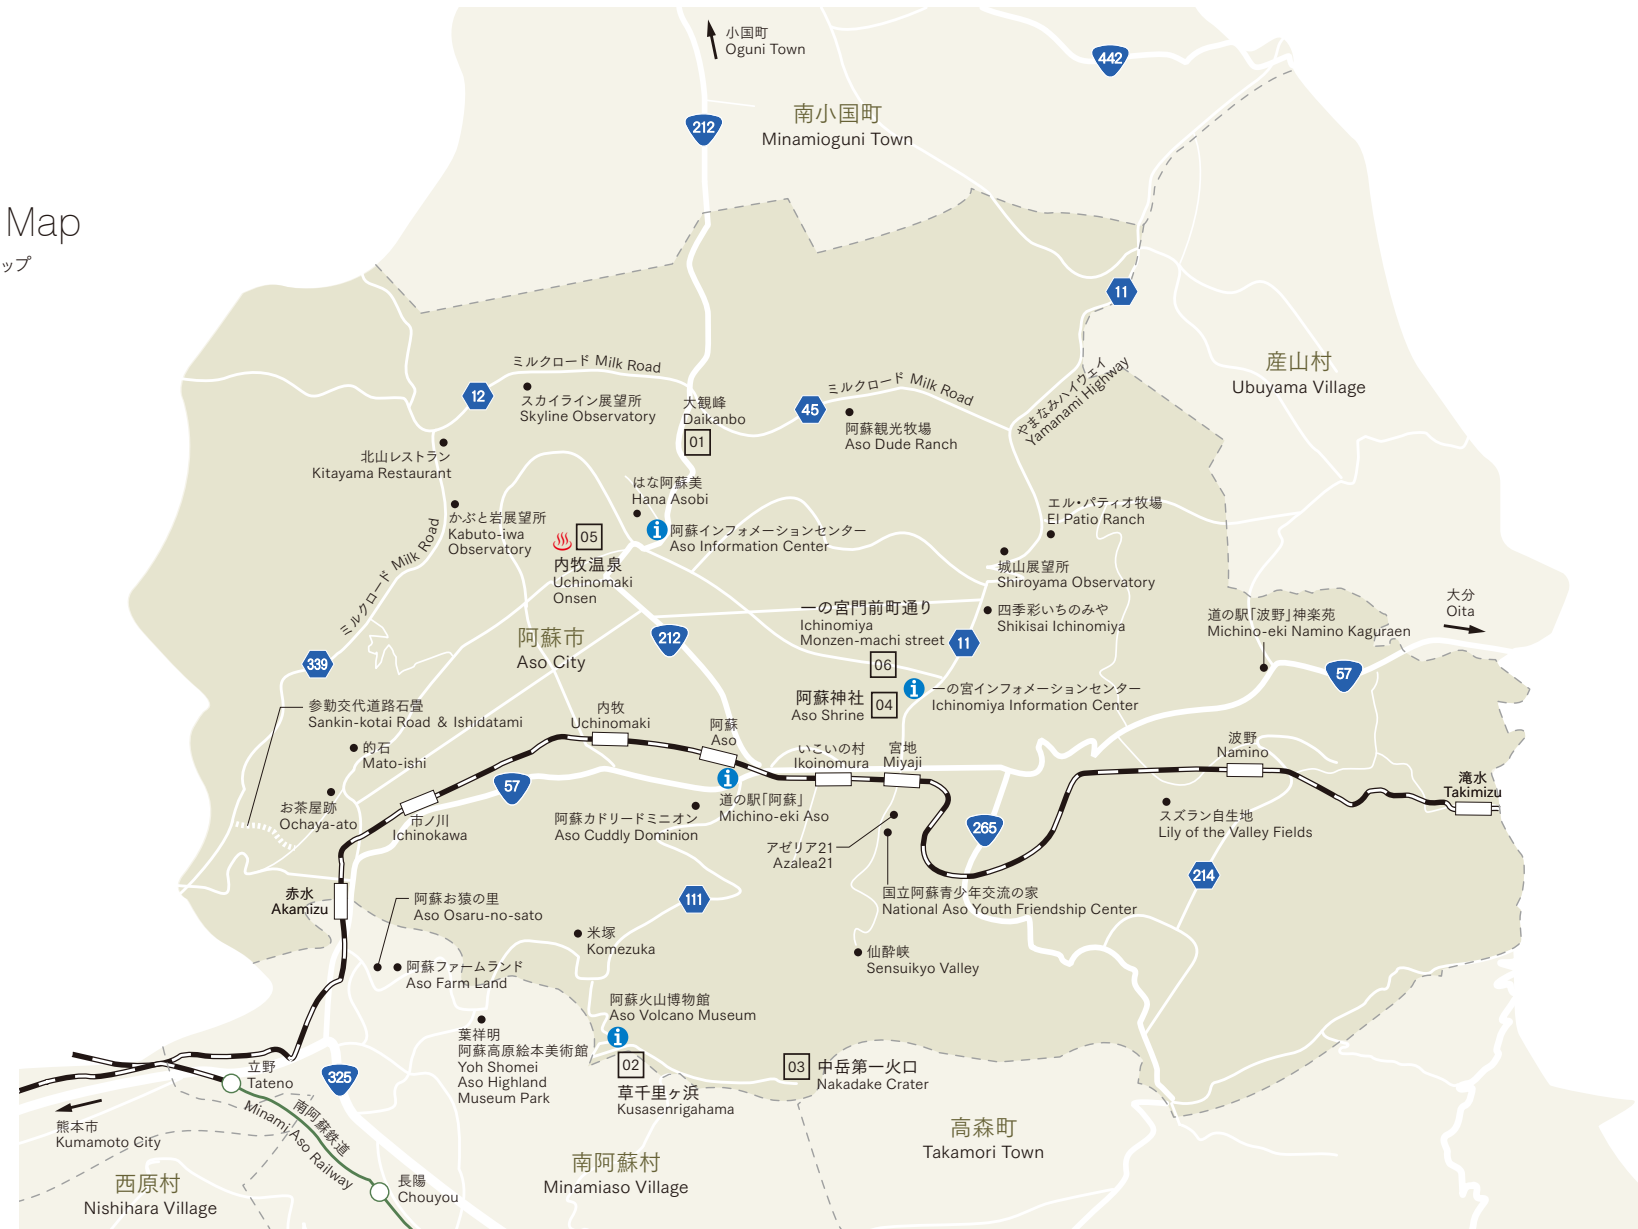 Map
ップ
小国町
Oguni Town
442
212
南小国町
Minamioguni Town
11
産山村
Ubuyama Village
ミルクロード Milk Road
12
スカイライン展望所
Skyline Observatory
大観峰
Daikanbo
01
45
ミルクロード Milk Road
阿蘇観光牧場
Aso Dude Ranch
やまなみハイウェイ
Yamanami Highway
北山レストラン
Kitayama Restaurant
はな阿蘇美
Hana Asobi
かぶと岩展望所
Kabuto-iwa
Observatory
ミルクロード Milk Road
05
内牧温泉
Uchinomaki
Onsen
阿蘇インフォメーションセンター
Aso Information Center
エル・パティオ牧場
El Patio Ranch
城山展望所
Shiroyama Observatory
四季彩いちのみや
Shikisai Ichinomiya
一の宮門前町通り
Ichinomiya
Monzen-machi street
06
11
道の駅「波野」神楽苑
Michino-eki Namino Kaguraen
大分
Oita
57
阿蘇市
Aso City
212
339
阿蘇神社
Aso Shrine
04
一の宮インフォメーションセンター
Ichinomiya Information Center
参勤交代道路石畳
Sankin-kotai Road & Ishidatami
的石
Mato-ishi
内牧
Uchinomaki
阿蘇
Aso
いこいの村
Ikoinomura
宮地
Miyaji
波野
Namino
滝水
Takimizu
お茶屋跡
Ochaya-ato
市ノ川
Ichinokawa
57
阿蘇カドリードミニオン
Aso Cuddly Dominion
道の駅「阿蘇」
Michino-eki Aso
アゼリア21
Azalea21
265
スズラン自生地
Lily of the Valley Fields
214
赤水
Akamizu
阿蘇お猿の里
Aso Osaru-no-sato
111
国立阿蘇青少年交流の家
National Aso Youth Friendship Center
米塚
Komezuka
仙酔峡
Sensuikyo Valley
阿蘇ファームランド
Aso Farm Land
阿蘇火山博物館
Aso Volcano Museum
葉祥明
阿蘇高原絵本美術館
Yoh Shomei
Aso Highland
Museum Park
02
草千里ヶ浜
Kusasenrigahama
03
中岳第一火口
Nakadake Crater
立野
Tateno
325
熊本市
Kumamoto City
南阿蘇鉄道
Minami Aso Railway
長陽
Chouyou
西原村
Nishihara Village
南阿蘇村
Minamiaso Village
高森町
Takamori Town